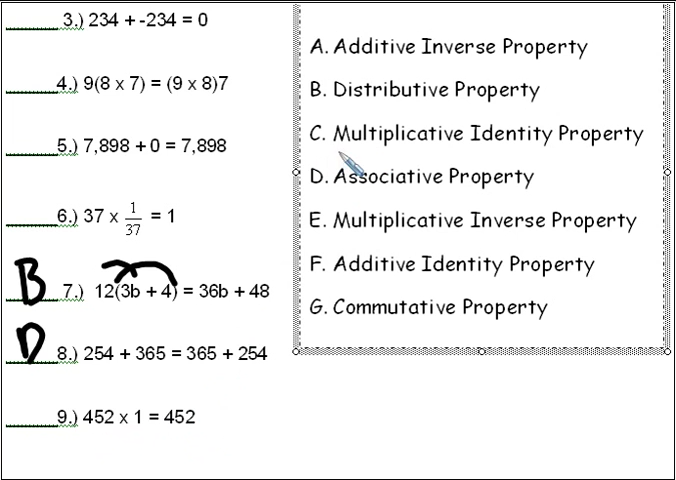 3.) 234 + -234 = 0
4.) 9(8 x 7) = (9 x 8)7
5.) 7,898 + 0 = 7,898
6.) 37 x 1/37 = 1
B 7.) 12(3b + 4) = 36b + 48
D 8.) 254 + 365 = 365 + 254
9.) 452 x 1 = 452
A. Additive Inverse Property
B. Distributive Property
C. Multiplicative Identity Property
D. Associative Property
E. Multiplicative Inverse Property
F. Additive Identity Property
G. Commutative Property